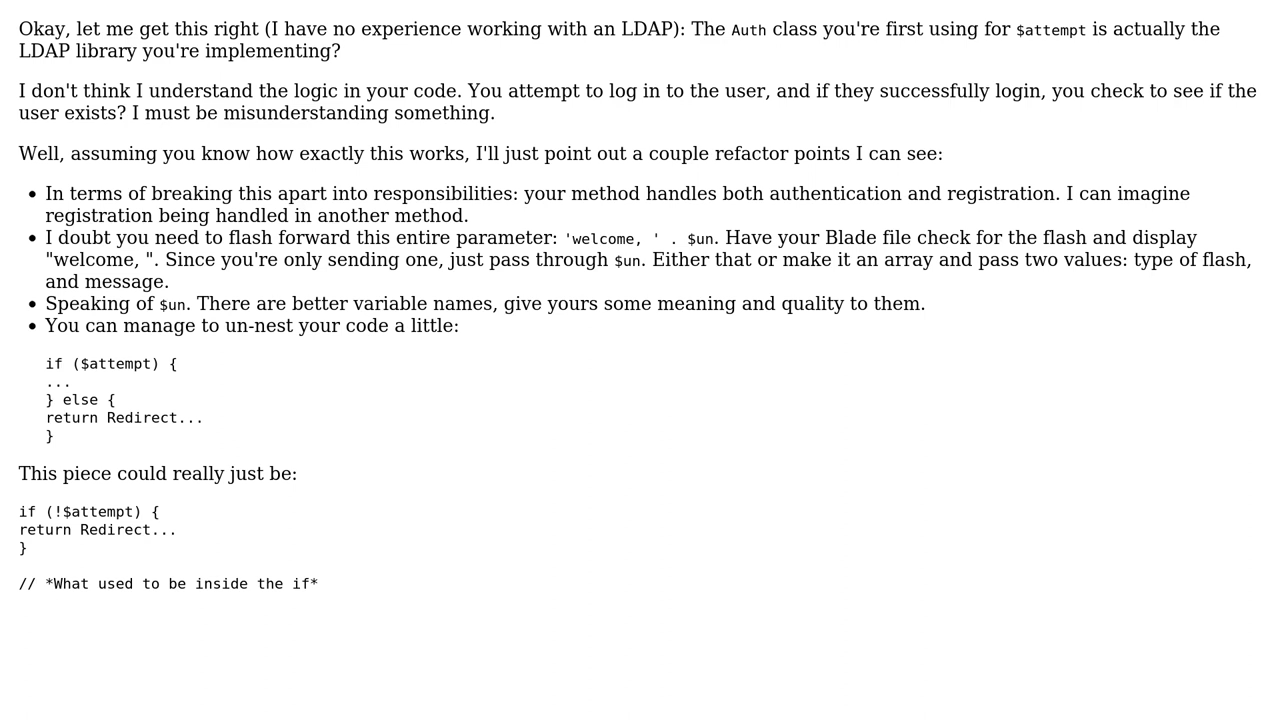 Okay, let me get this right (I have no experience working with an LDAP): The Auth class you're first using for $attempt is actually the
LDAP library you're implementing?
I don't think I understand the logic in your code. You attempt to log in to the user, and if they successfully login, you check to see if the
user exists? I must be misunderstanding something.
Well, assuming you know how exactly this works, I'll just point out a couple refactor points I can see:
• In terms of breaking this apart into responsibilities: your method handles both authentication and registration. I can imagine
registration being handled in another method.
• I doubt you need to flash forward this entire parameter: 'welcome, ' . $un. Have your Blade file check for the flash and display
"welcome, ". Since you're only sending one, just pass through $un. Either that or make it an array and pass two values: type of flash,
and message.
• Speaking of $un. There are better variable names, give yours some meaning and quality to them.
• You can manage to un-nest your code a little:
if ($attempt) {
...
} else {
return Redirect...
}
This piece could really just be:
if (!$attempt) {
return Redirect...
}
// *What used to be inside the if*